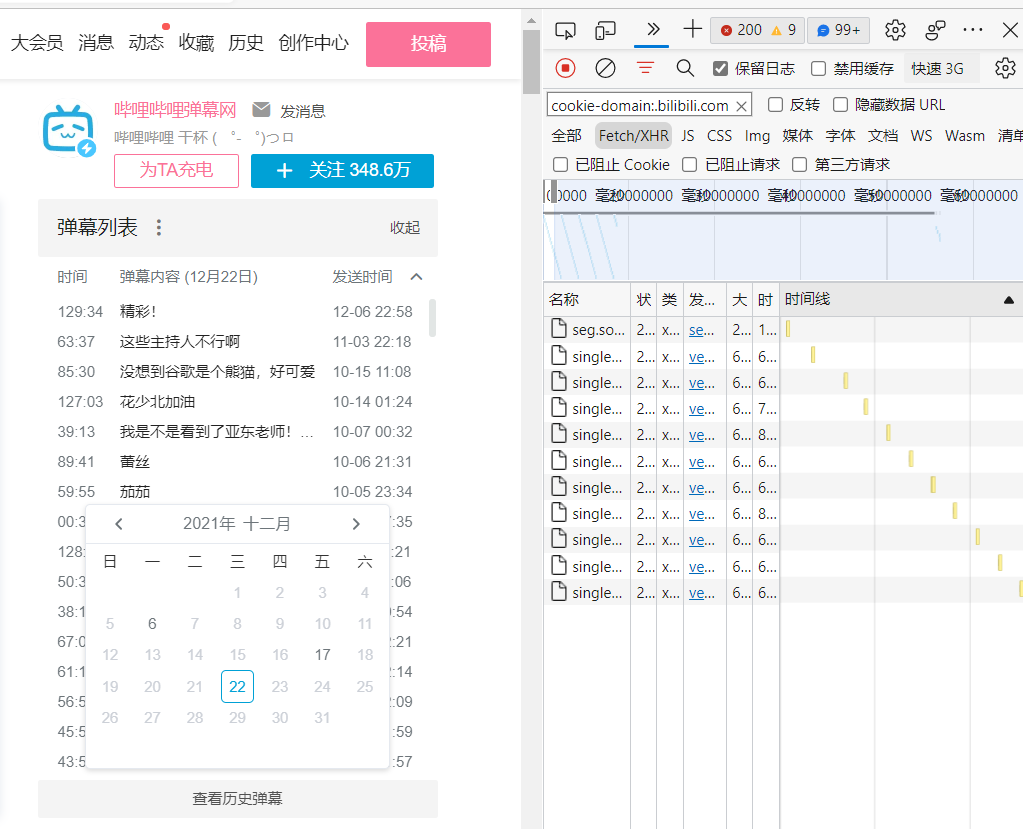 大会员 消息 动态 收藏 历史 创作中心 投稿
哔哩哔哩弹幕网 发消息
哔哩哔哩 干杯 ( ゜- ゜)つロ
为TA充电 + 关注 348.6万
弹幕列表 收起
时间 弹幕内容 (12月22日) 发送时间
129:34 精彩！ 12-06 22:58
63:37 这些主持人不行啊 11-03 22:18
85:30 没想到谷歌是个熊猫，好可爱 10-15 11:08
127:03 花少北加油 10-14 01:24
39:13 我是不是看到了亚东老师！... 10-07 00:32
89:41 蕾丝 10-06 21:31
59:55 茄茄 10-05 23:34
00:3 :35
128: :21
50:3 :06
38:1 :54
67:0 :21
61:1 :14
56:5 :09
45:5 :59
43:5 :57
2021年 十二月
日 一 二 三 四 五 六
1 2 3 4
5 6 7 8 9 10 11
12 13 14 15 16 17 18
19 20 21 22 23 24 25
26 27 28 29 30 31
查看历史弹幕
200 9 99+
保留日志 禁用缓存 快速 3G
cookie-domain:.bilibili.com 反转 隐藏数据 URL
全部 Fetch/XHR JS CSS Img 媒体 字体 文档 WS Wasm 清单
已阻止 Cookie 已阻止请求 第三方请求
名称 状 类 发... 大 时 时间线
seg.so... 2... x... se... 2... 1...
single... 2... x... ve... 6... 6...
single... 2... x... ve... 6... 6...
single... 2... x... ve... 6... 7...
single... 2... x... ve... 6... 8...
single... 2... x... ve... 6... 6...
single... 2... x... ve... 6... 6...
single... 2... x... ve... 6... 8...
single... 2... x... ve... 6... 6...
single... 2... x... ve... 6... 6...
single... 2... x... ve... 6... 6...